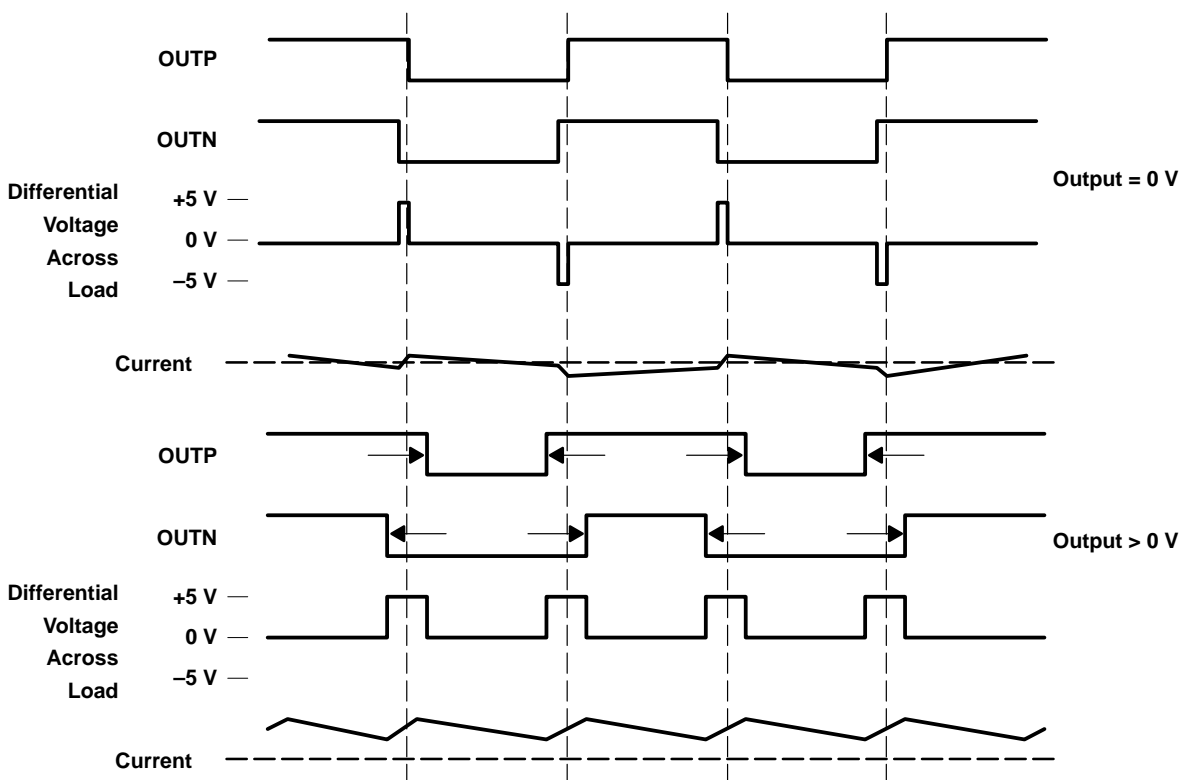 OUTP
OUTN
Output = 0 V
Differential
Voltage
Across
Load
+5 V
0 V
–5 V
Current
OUTP
OUTN
Output > 0 V
Differential
Voltage
Across
Load
+5 V
0 V
–5 V
Current